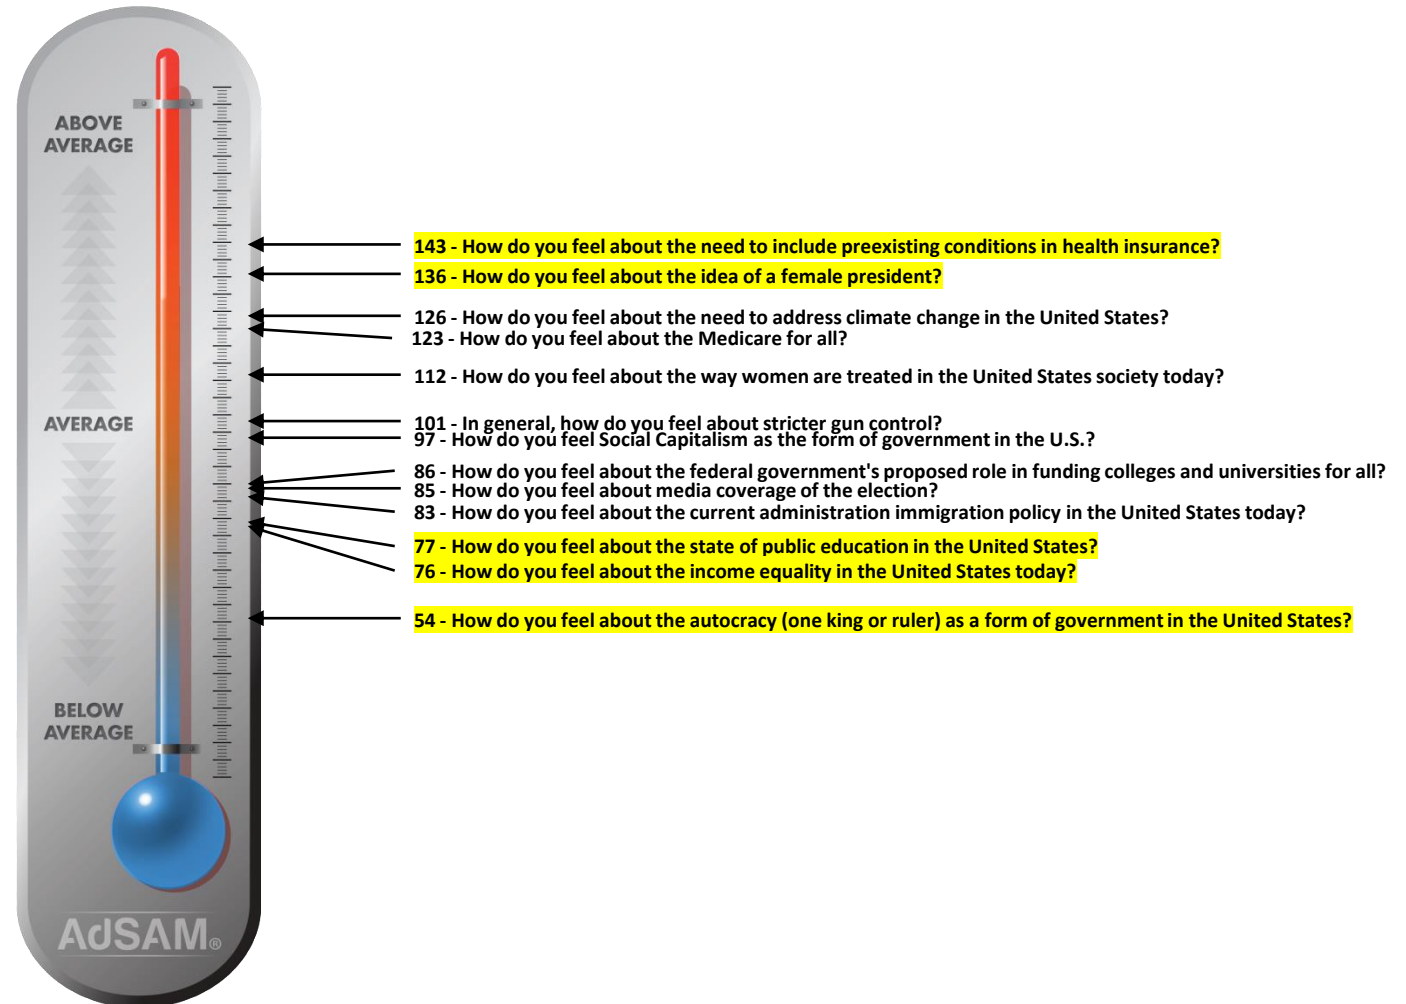 ABOVE
AVERAGE
143 - How do you feel about the need to include preexisting conditions in health insurance?
136 - How do you feel about the idea of a female president?
126 - How do you feel about the need to address climate change in the United States?
123 - How do you feel about the Medicare for all?
112 - How do you feel about the way women are treated in the United States society today?
AVERAGE
101 - In general, how do you feel about stricter gun control?
97 - How do you feel Social Capitalism as the form of government in the U.S.?
86 - How do you feel about the federal government's proposed role in funding colleges and universities for all?
85 - How do you feel about media coverage of the election?
83 - How do you feel about the current administration immigration policy in the United States today?
77 - How do you feel about the state of public education in the United States?
76 - How do you feel about the income equality in the United States today?
54 - How do you feel about the autocracy (one king or ruler) as a form of government in the United States?
BELOW
AVERAGE
AdSAM®